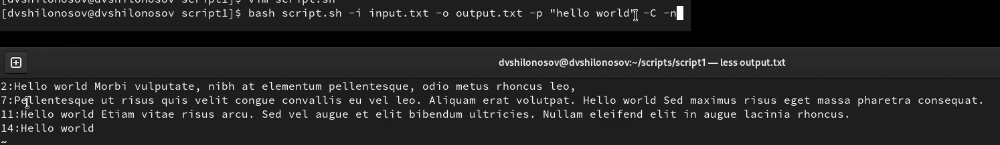 [dvshilonosov@dvshilonosov script1]$ vim script.sh
[dvshilonosov@dvshilonosov script1]$ bash script.sh -i input.txt -o output.txt -p "hello world" -C -n
dvshilonosov@dvshilonosov:~/scripts/script1 — less output.txt
2:Hello world Morbi vulputate, nibh at elementum pellentesque, odio metus rhoncus leo,
7:Pellentesque ut risus quis velit congue convallis eu vel leo. Aliquam erat volutpat. Hello world Sed maximus risus eget massa pharetra consequat.
11:Hello world Etiam vitae risus arcu. Sed vel augue et elit bibendum ultricies. Nullam eleifend elit in augue lacinia rhoncus.
14:Hello world
~